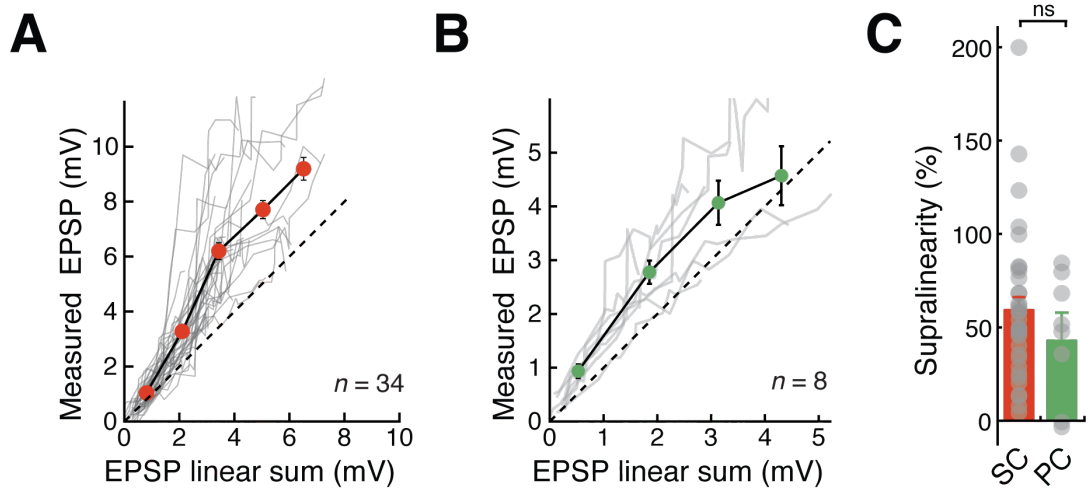 A
Measured EPSP (mV)
10
8
6
4
2
0
0 2 4 6 8 10
EPSP linear sum (mV)
n = 34
B
Measured EPSP (mV)
5
4
3
2
1
0
0 1 2 3 4 5
EPSP linear sum (mV)
n = 8
C
ns
Supralinearity (%)
200
150
100
50
0
SC PC